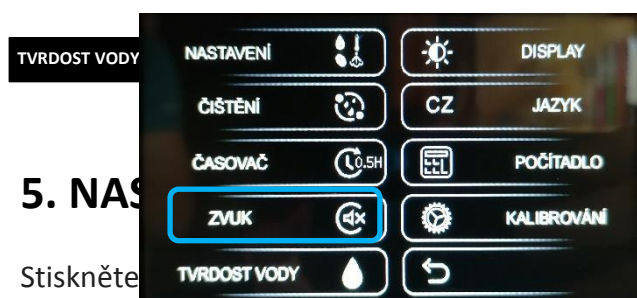 TVRDOST VODY
NASTAVENÍ
DISPLAY
ČIŠTĚNÍ
CZ
JAZYK
ČASOVAČ
0.5H
POČÍTADLO
5. NAS
ZVUK
KALIBROVÁNÍ
Stiskněte
TVRDOST VODY